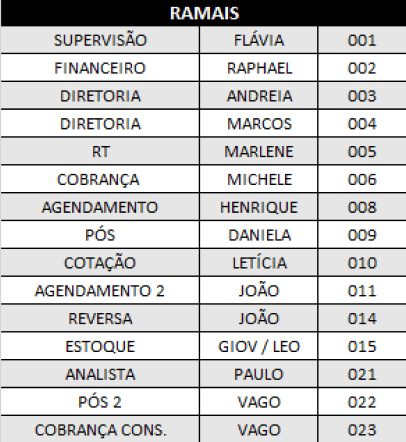 RAMAIS
SUPERVISÃO FLÁVIA 001
FINANCEIRO RAPHAEL 002
DIRETORIA ANDREIA 003
DIRETORIA MARCOS 004
RT MARLENE 005
COBRANÇA MICHELE 006
AGENDAMENTO HENRIQUE 008
PÓS DANIELA 009
COTAÇÃO LETÍCIA 010
AGENDAMENTO 2 JOÃO 011
REVERSA JOÃO 014
ESTOQUE GIOV / LEO 015
ANALISTA PAULO 021
PÓS 2 VAGO 022
COBRANÇA CONS. VAGO 023